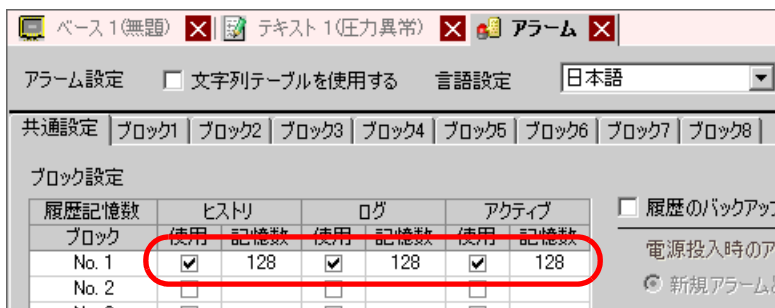 ベース1(無題) テキスト1(圧力異常) アラーム
アラーム設定 文字列テーブルを使用する 言語設定 日本語
共通設定 ブロック1 ブロック2 ブロック3 ブロック4 ブロック5 ブロック6 ブロック7 ブロック8
ブロック設定
履歴記憶数 ヒストリ ログ アクティブ 履歴のバックアップ
ブロック 使用 記憶数 使用 記憶数 使用 記憶数
電源投入時のア
No. 1 128 128 128
No. 2 新規アラーム